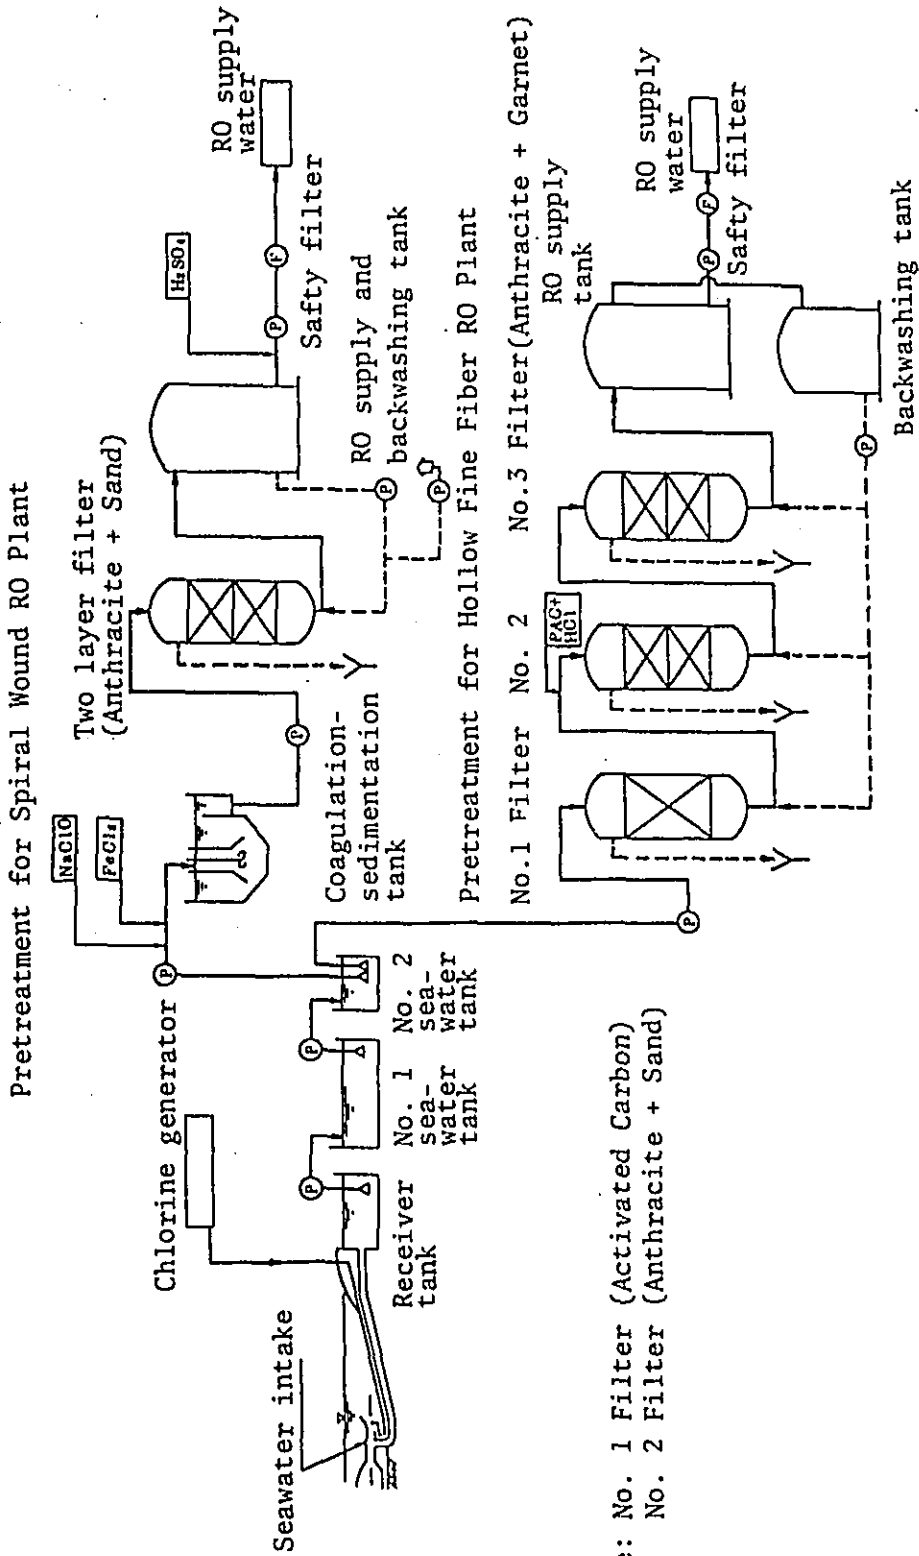 Pretreatment for Spiral Wound RO Plant
NaClO
FeCl₃
Two layer filter
(Anthracite + Sand)
H₂SO₄
RO supply
water
Safty filter
RO supply and
backwashing tank
Coagulation-
sedimentation
tank
Chlorine generator
Seawater intake
Receiver
tank
No. 1
sea-
water
tank
No. 2
sea-
water
tank
P
P
P
P
P
P
P
F
Pretreatment for Hollow Fine Fiber RO Plant
No.1 Filter
No. 2
No.3 Filter(Anthracite + Garnet)
PAC+
HCl
RO supply
tank
RO supply
water
Safty filter
Backwashing tank
P
P
F
P
e: No. 1 Filter (Activated Carbon)
No. 2 Filter (Anthracite + Sand)